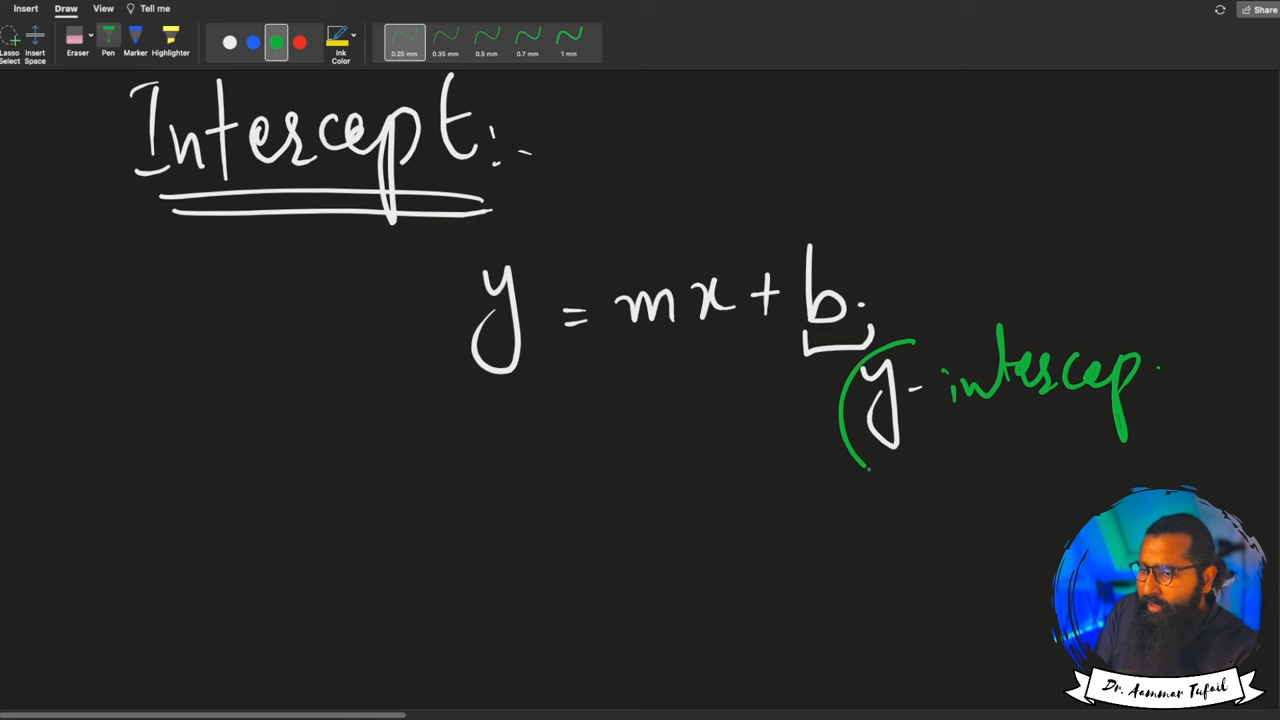 Insert Draw View Tell me
Share
Lasso Select
Insert Space
Eraser
Pen
Marker
Highlighter
Ink Color
0.25 mm
0.35 mm
0.5 mm
0.7 mm
1 mm
Intercept:-
y = mx + b.
(y- intercep.
Dr. Aammar Tufail